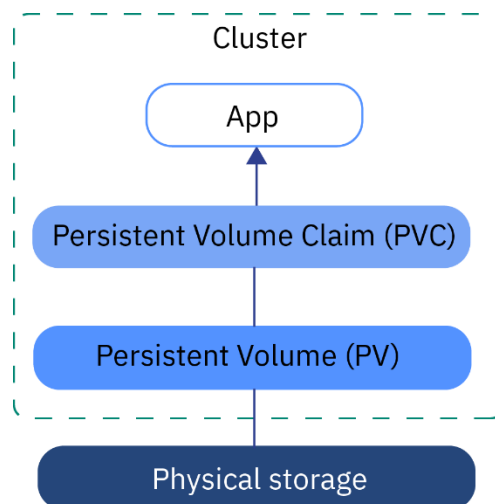 Cluster
App
Persistent Volume Claim (PVC)
Persistent Volume (PV)
Physical storage